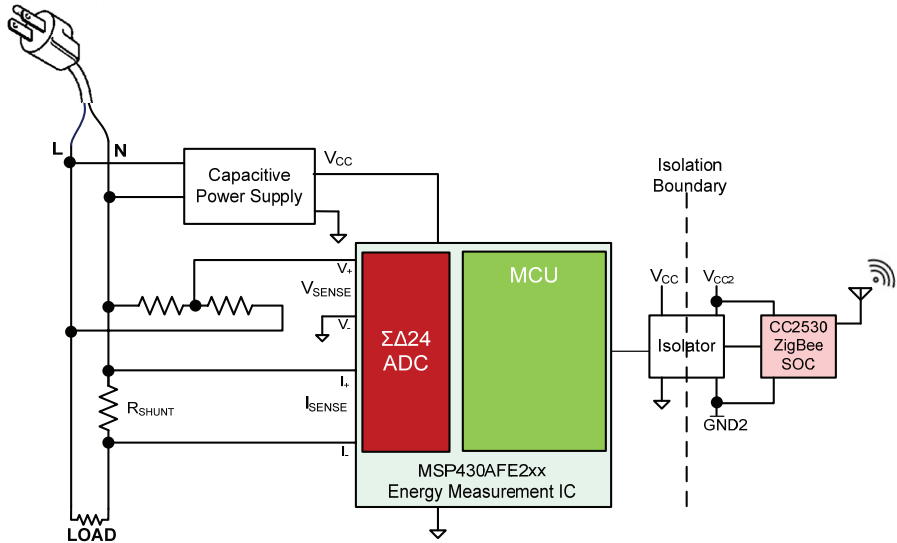 L
N
Capacitive
Power Supply
VCC
Isolation
Boundary
V+
VSENSE
V-
I+
ISENSE
I-
RSHUNT
LOAD
ΣΔ24
ADC
MCU
MSP430AFE2xx
Energy Measurement IC
VCC
VCC2
Isolator
CC2530
ZigBee
SOC
GND2